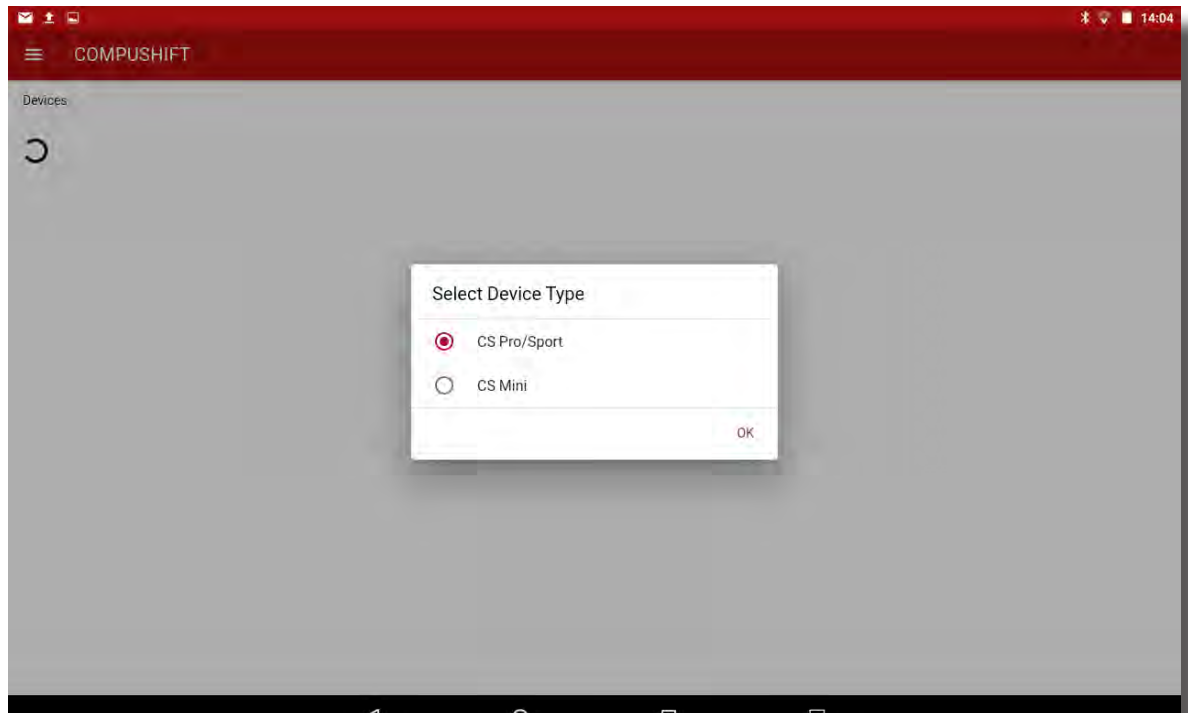 14:04
COMPUSHIFT
Devices
Select Device Type
CS Pro/Sport
CS Mini
OK